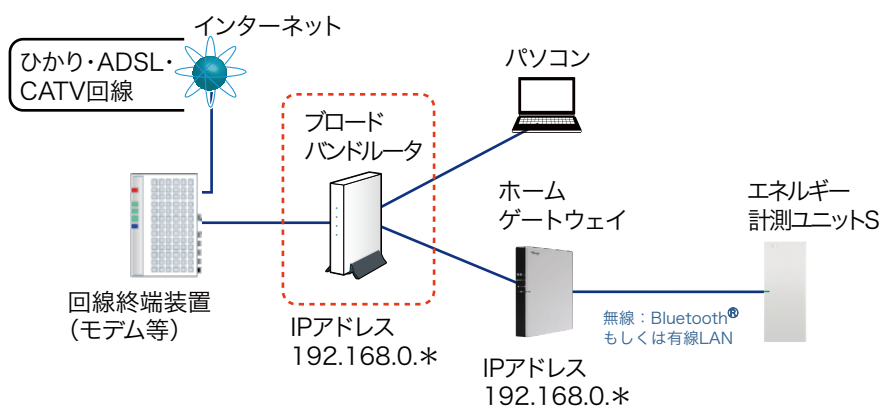 インターネット
ひかり・ADSL・
CATV回線
パソコン
ブロード
バンドルータ
ホーム
ゲートウェイ
エネルギー
計測ユニットS
回線終端装置
（モデム等）
IPアドレス
192.168.0.＊
無線：Bluetooth®
もしくは有線LAN
IPアドレス
192.168.0.＊